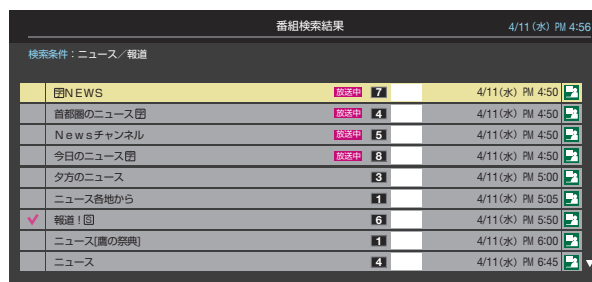 番組検索結果 4/11(水) PM 4:56
検索条件：ニュース／報道
字NEWS 放送中 7 4/11(水) PM 4:50
首都圏のニュース字 放送中 4 4/11(水) PM 4:50
Newsチャンネル 放送中 5 4/11(水) PM 4:50
今日のニュース字 放送中 8 4/11(水) PM 4:50
夕方のニュース 3 4/11(水) PM 5:00
ニュース各地から 1 4/11(水) PM 5:05
報道！S 6 4/11(水) PM 5:50
ニュース[鷹の祭典] 1 4/11(水) PM 6:00
ニュース 4 4/11(水) PM 6:45